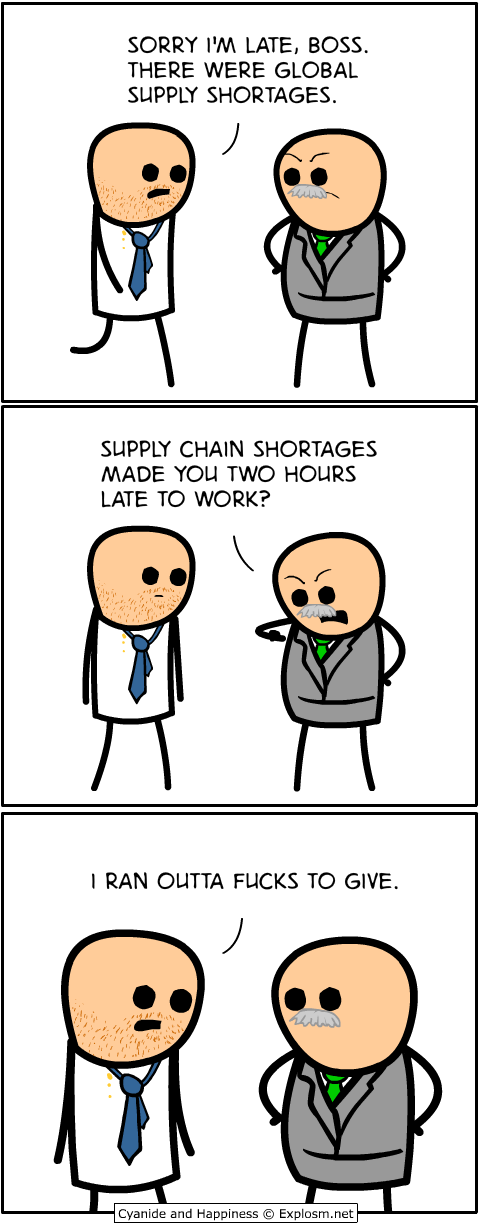 SORRY I'M LATE, BOSS.
THERE WERE GLOBAL
SUPPLY SHORTAGES.
SUPPLY CHAIN SHORTAGES
MADE YOU TWO HOURS
LATE TO WORK?
I RAN OUTTA FUCKS TO GIVE.
Cyanide and Happiness © Explosm.net